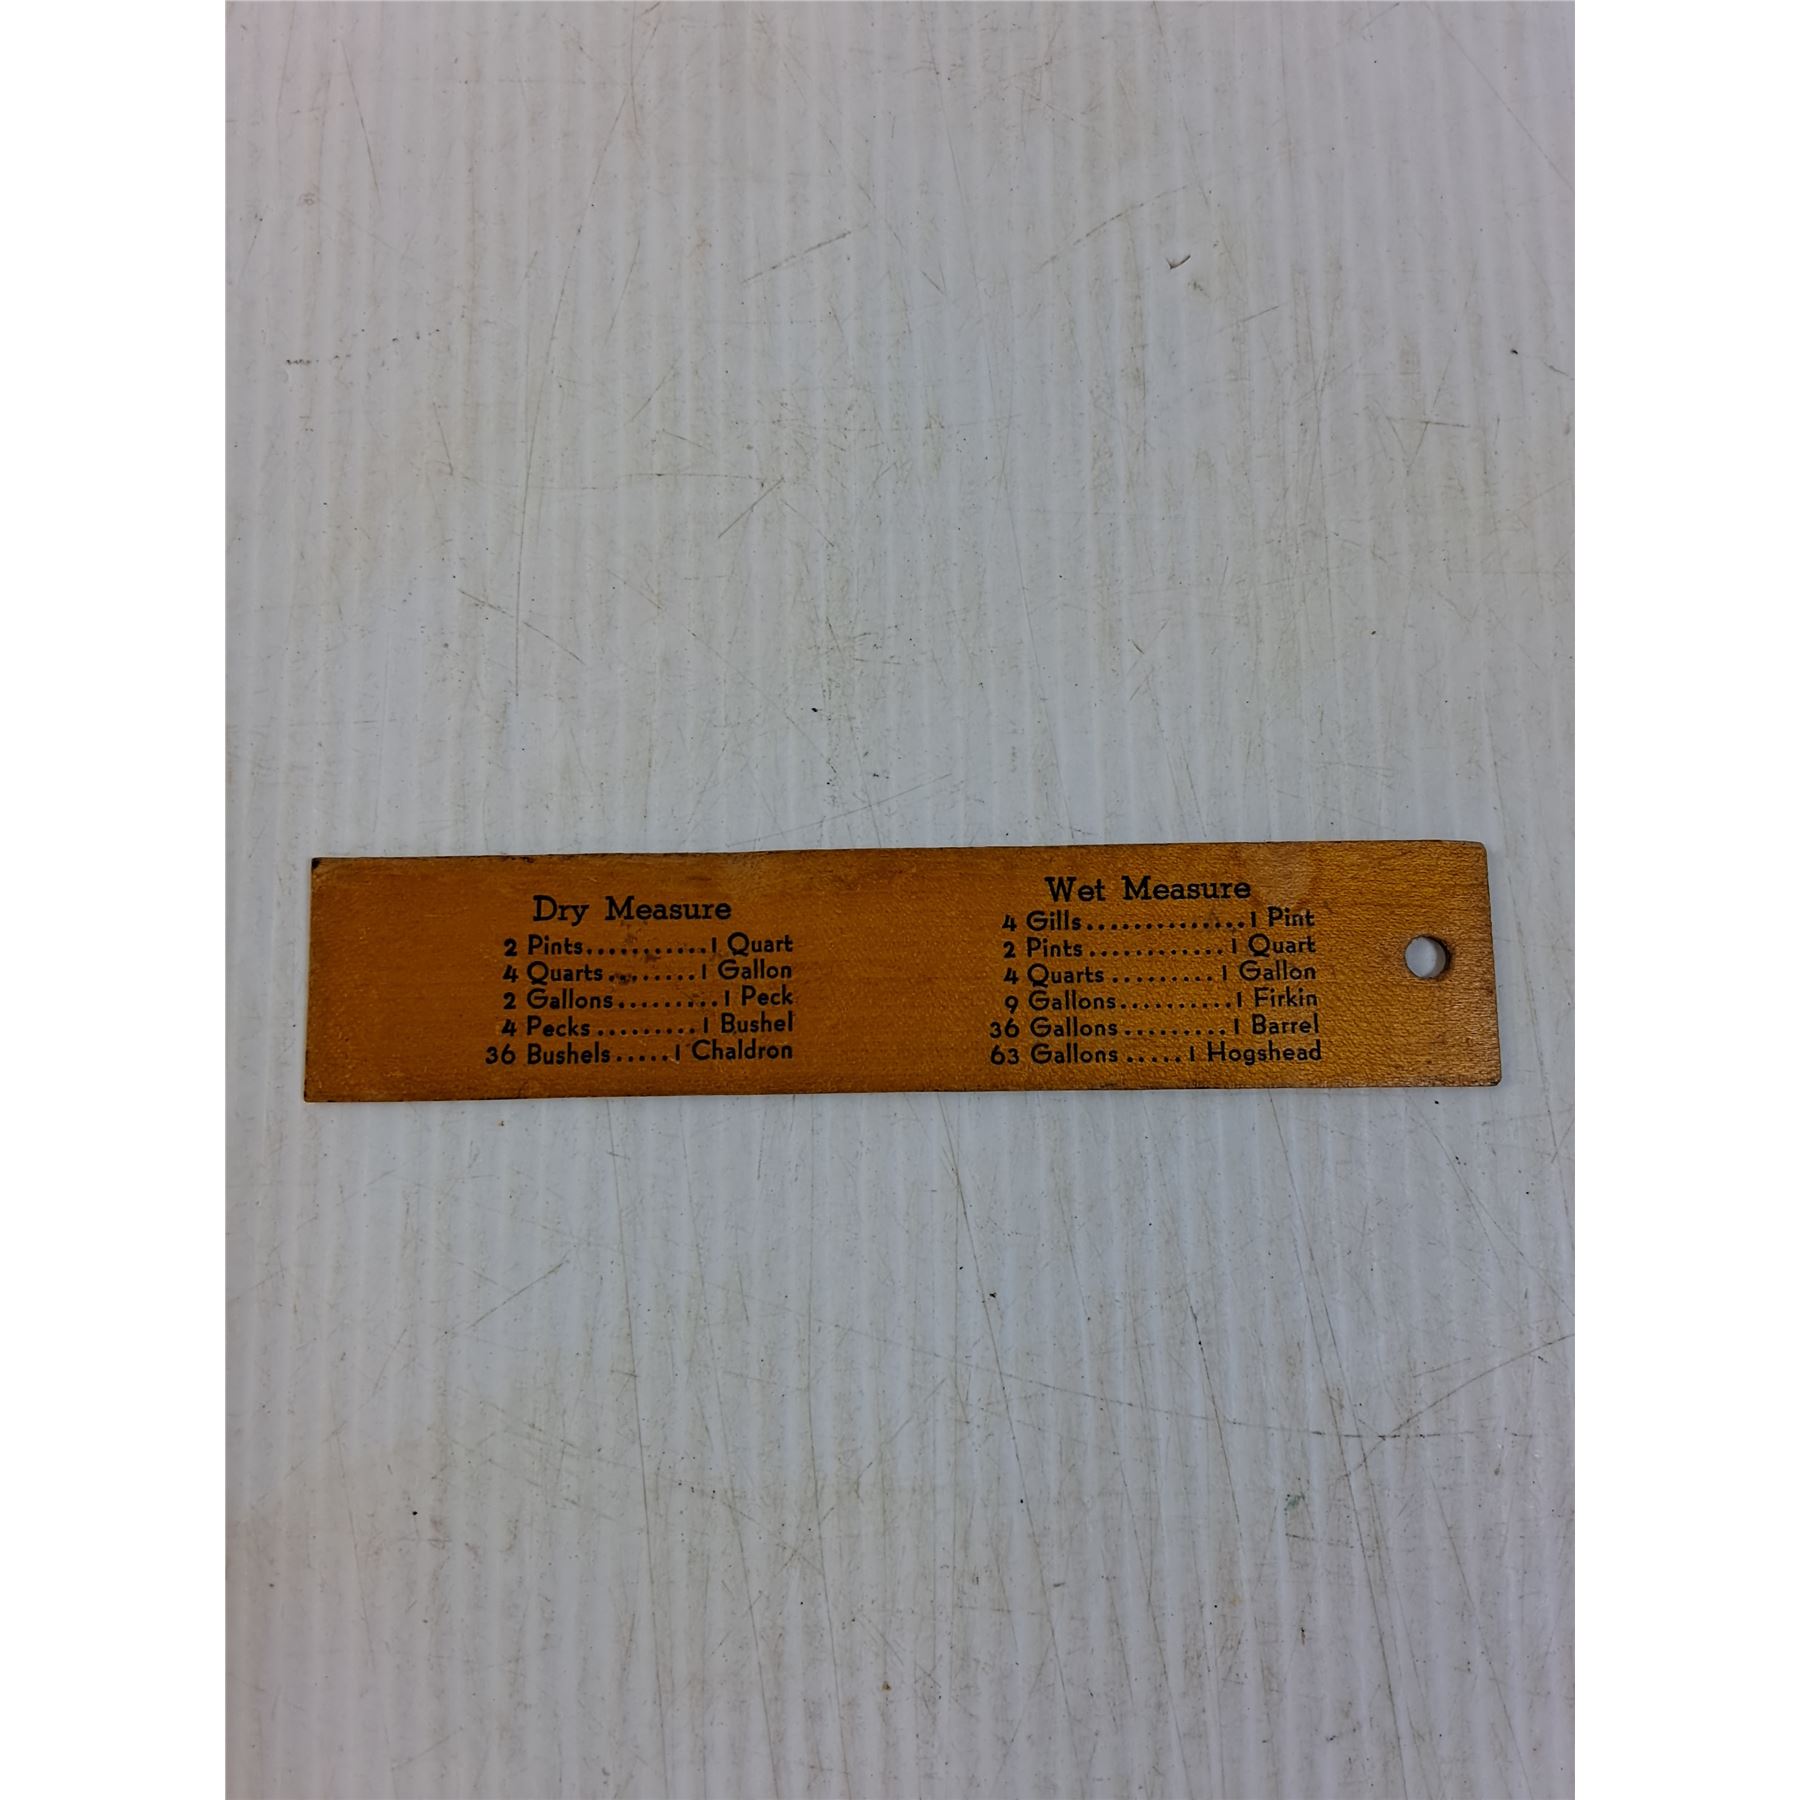 Dry Measure
2 Pints...........1 Quart
4 Quarts........1 Gallon
2 Gallons.........1 Peck
4 Pecks.........1 Bushel
36 Bushels.....1 Chaldron
Wet Measure
4 Gills..............1 Pint
2 Pints............1 Quart
4 Quarts.........1 Gallon
9 Gallons..........1 Firkin
36 Gallons.........1 Barrel
63 Gallons.....1 Hogshead